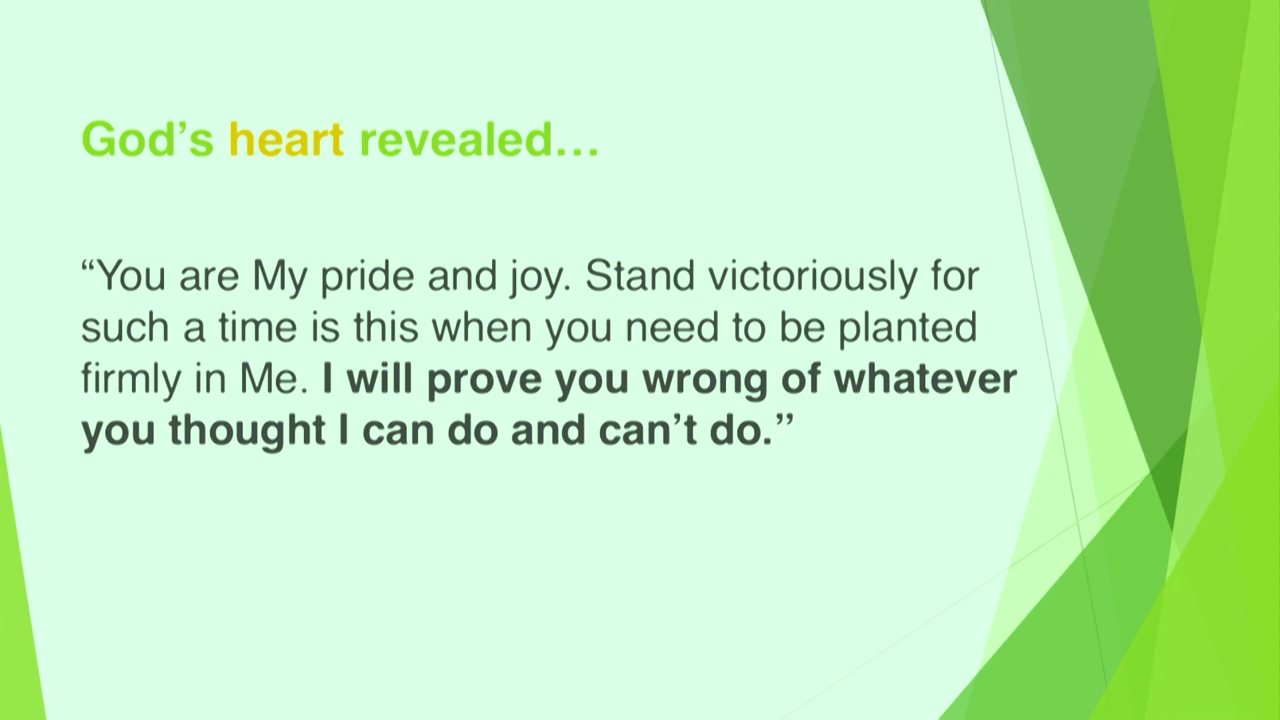 God’s heart revealed…
“You are My pride and joy. Stand victoriously for
such a time is this when you need to be planted
firmly in Me. I will prove you wrong of whatever
you thought I can do and can’t do.”